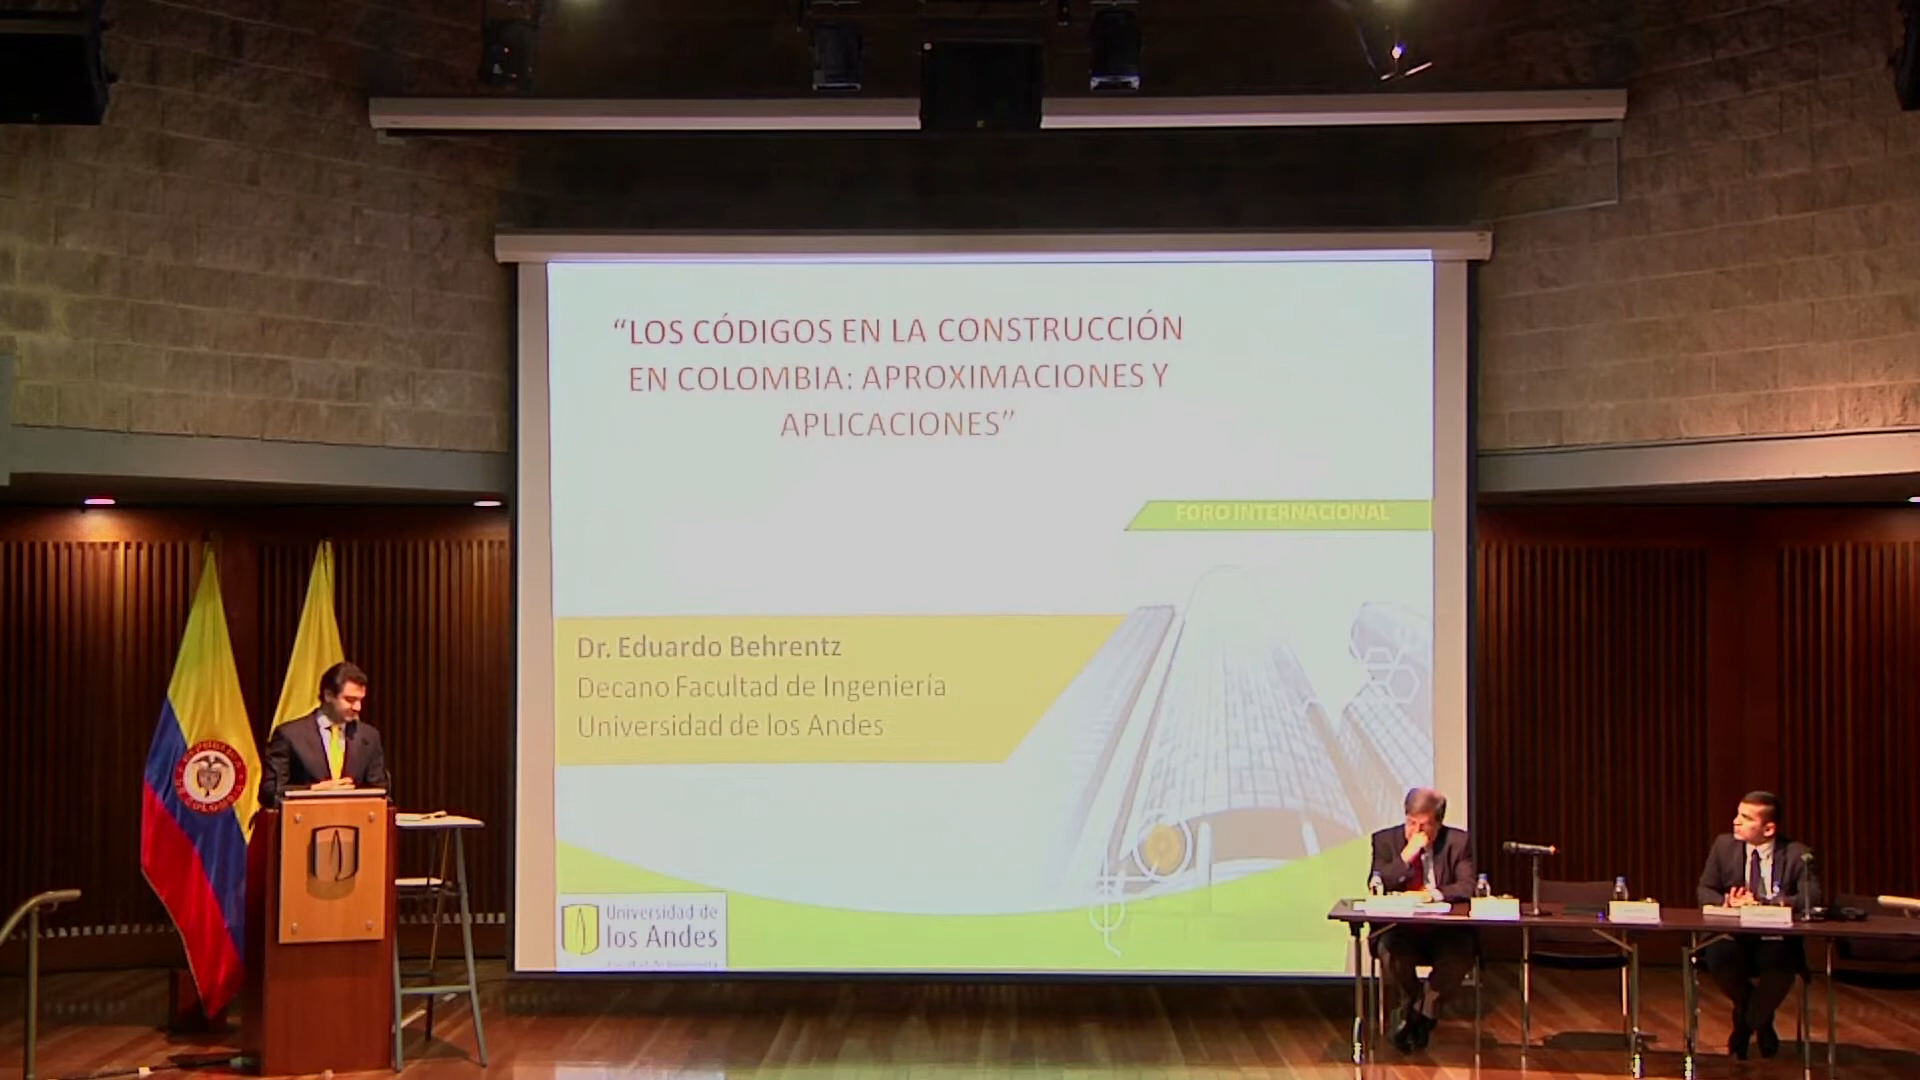 “LOS CÓDIGOS EN LA CONSTRUCCIÓN
EN COLOMBIA: APROXIMACIONES Y
APLICACIONES”
FORO INTERNACIONAL
Dr. Eduardo Behrentz
Decano Facultad de Ingeniería
Universidad de los Andes
Universidad de
los Andes